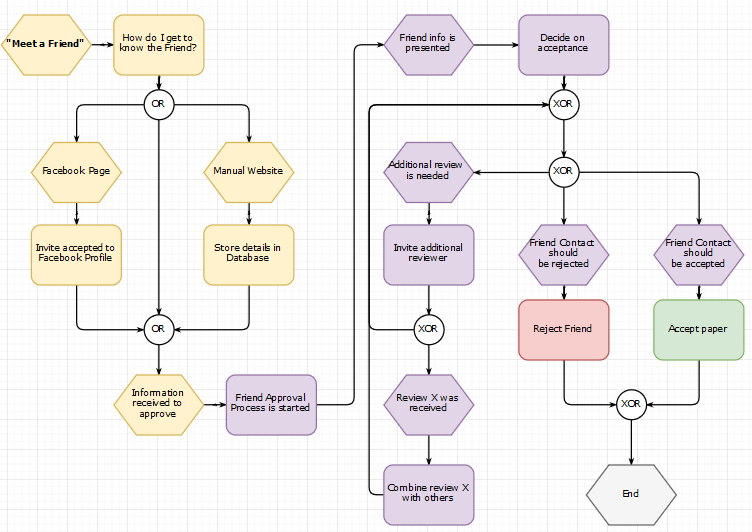 "Meet a Friend"
How do I get to
know the Friend?
OR
Facebook Page
Manual Website
Invite accepted to
Facebook Profile
Store details in
Database
OR
Information
received to
approve
Friend Approval
Process is started
Friend info is
presented
Decide on
acceptance
XOR
XOR
Additional review
is needed
Invite additional
reviewer
XOR
Review X was
received
Combine review X
with others
Friend Contact
should
be rejected
Friend Contact
should
be accepted
Reject Friend
Accept paper
XOR
End